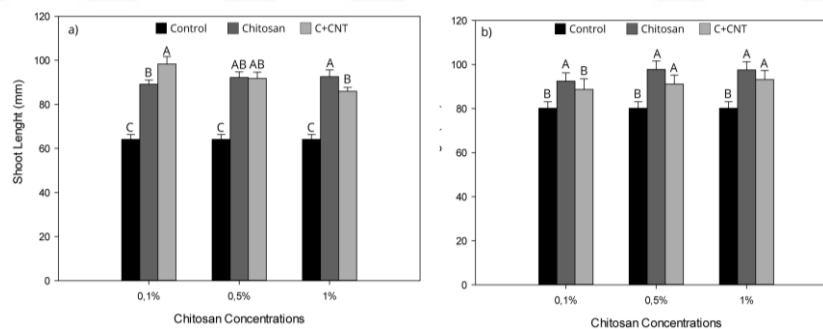 a)
Control Chitosan C+CNT
120
100
80
60
40
20
0
Shoot Lenght (mm)
C B A
C AB AB
C A B
0,1% 0,5% 1%
Chitosan Concentrations
b)
Control Chitosan C+CNT
120
100
80
60
40
20
0
B A B
B A A
B A A
0,1% 0,5% 1%
Chitosan Concentrations